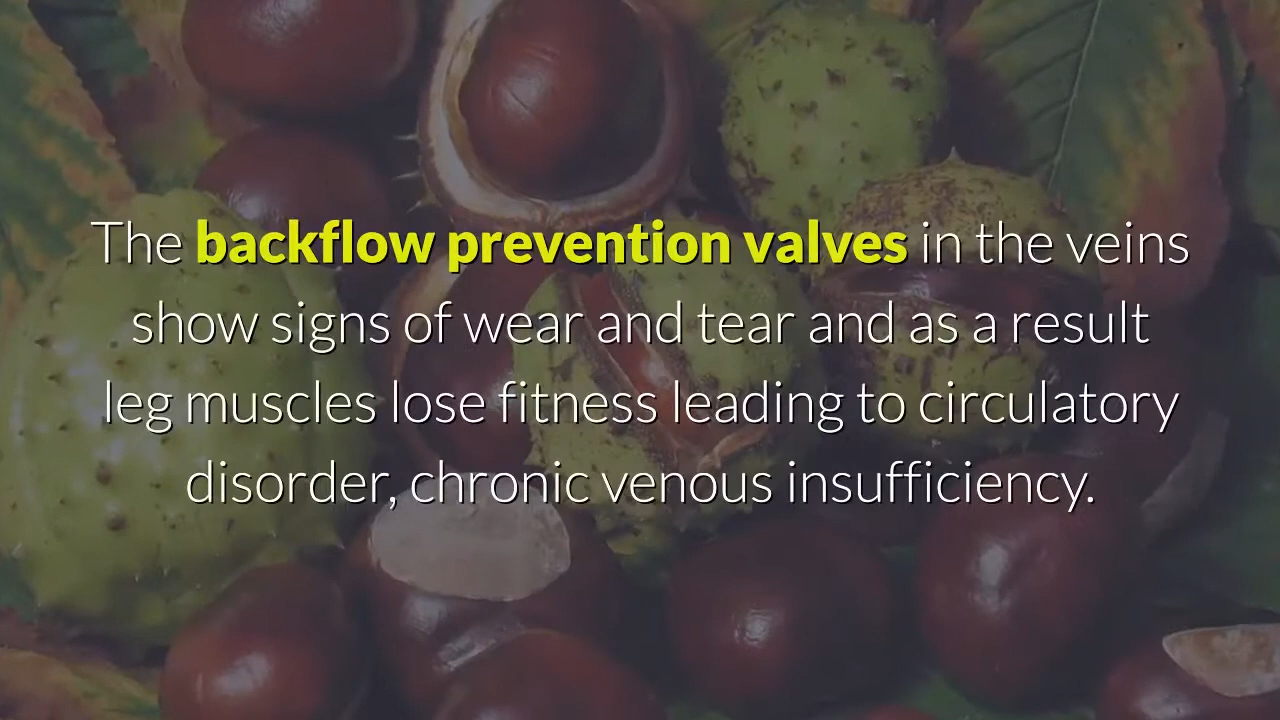 The backflow prevention valves in the veins
show signs of wear and tear and as a result
leg muscles lose fitness leading to circulatory
disorder, chronic venous insufficiency.